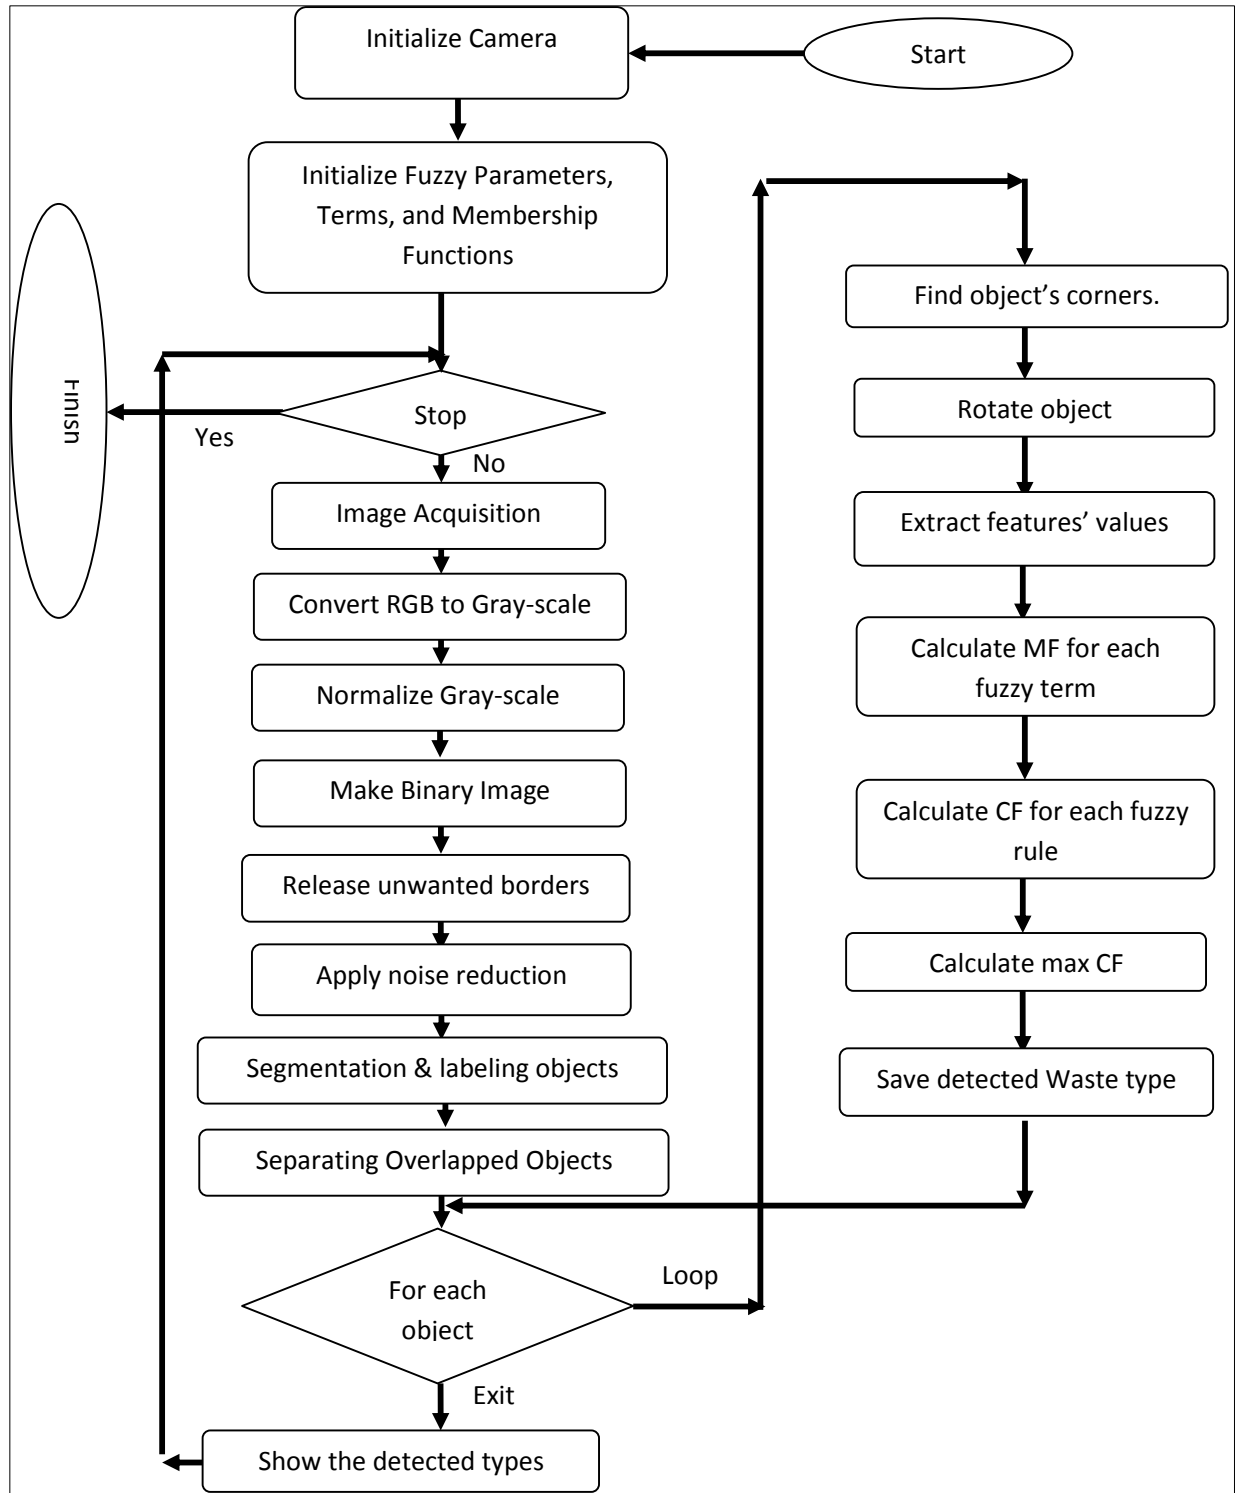 Start
Initialize Camera
Initialize Fuzzy Parameters,
Terms, and Membership
Functions
Stop
Yes
Finish
No
Image Acquisition
Convert RGB to Gray-scale
Normalize Gray-scale
Make Binary Image
Release unwanted borders
Apply noise reduction
Segmentation & labeling objects
Separating Overlapped Objects
For each
object
Loop
Exit
Show the detected types
Find object’s corners.
Rotate object
Extract features’ values
Calculate MF for each
fuzzy term
Calculate CF for each fuzzy
rule
Calculate max CF
Save detected Waste type